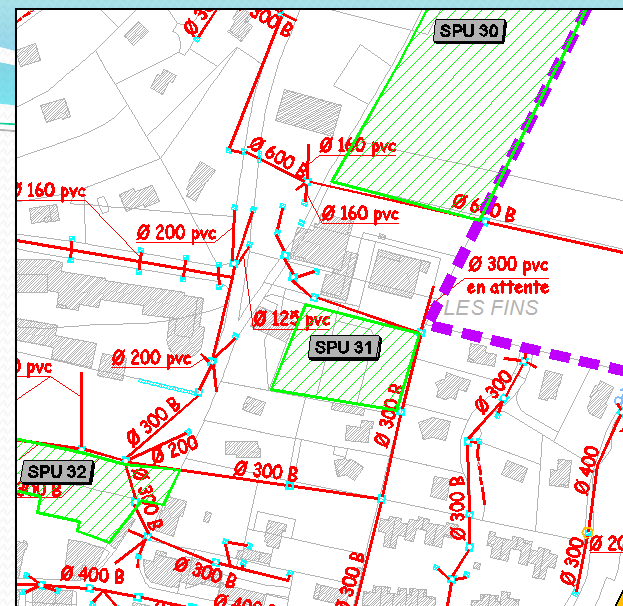 Ø 300 B
SPU 30
Ø 600 B
Ø 160 pvc
Ø 160 pvc
Ø 160 pvc
Ø 200 pvc
Ø 600 B
Ø 300 pvc
en attente
LES FINS
Ø 125 pvc
SPU 31
Ø 200 pvc
pvc
Ø 300
Ø 300 B
Ø 300 B
Ø 200
Ø 400
SPU 32
Ø 300 B
Ø 300 B
Ø 300 B
Ø 300
Ø 300 B
Ø 400 B
Ø 300 B